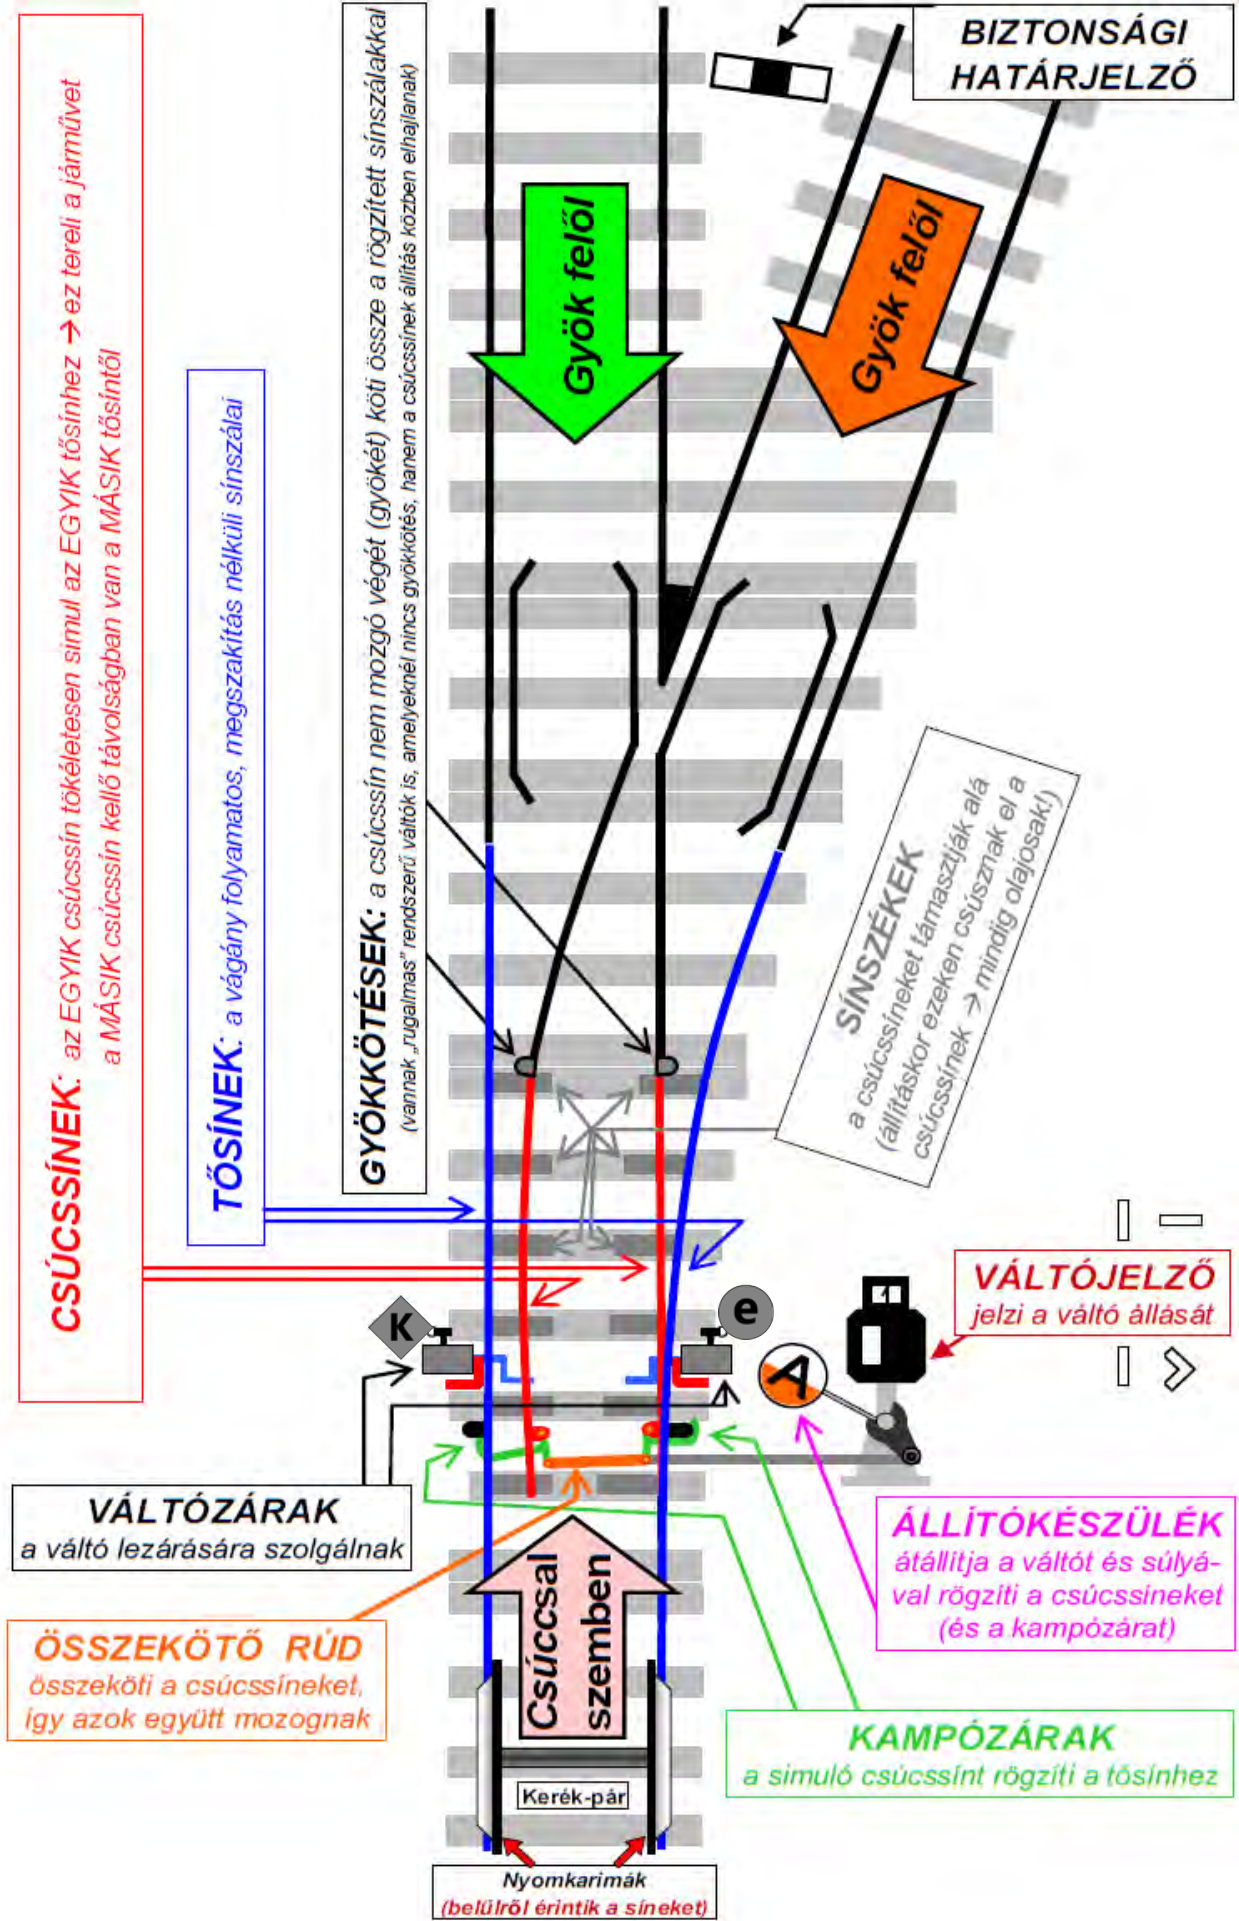 CSÚCSSÍNEK: az EGYIK csúcssín tökéletesen simul az EGYIK tősínhez → ez tereli a járművet
a MÁSIK csúcssín kellő távolságban van a MÁSIK tősíntől
TŐSÍNEK: a vágány folyamatos, megszakítás nélküli sínszálai
GYÖKKÖTÉSEK: a csúcssín nem mozgó végét (gyökét) köti össze a rögzített sínszálakkal
(vannak „rugalmas” rendszerű váltók is, amelyeknél nincs gyökkötés, hanem a csúcssínek állítás közben elhajlanak)
BIZTONSÁGI
HATÁRJELZŐ
Gyök felől
Gyök felől
SÍNSZÉKEK
a csúcssíneket támasztják alá
(állításkor ezeken csúsznak el a
csúcssínek → mindig olajosak!)
VÁLTÓJELZŐ
jelzi a váltó állását
K
e
A
VÁLTÓZÁRAK
a váltó lezárására szolgálnak
ÁLLÍTÓKÉSZÜLÉK
átállítja a váltót és súlyá-
val rögzíti a csúcssíneket
(és a kampózárat)
ÖSSZEKÖTŐ RÚD
összeköti a csúcssíneket,
így azok együtt mozognak
Csúccsal
szemben
KAMPÓZÁRAK
a simuló csúcssínt rögzíti a tősínhez
Kerék-pár
Nyomkarimák
(belülről érintik a síneket)